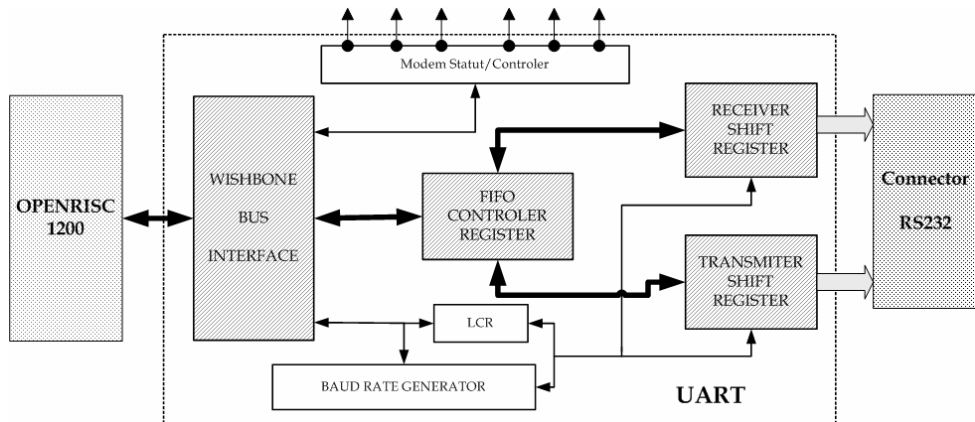 Modem Statut/Controler
OPENRISC
1200
WISHBONE
BUS
INTERFACE
FIFO
CONTROLER
REGISTER
RECEIVER
SHIFT
REGISTER
Connector
RS232
TRANSMITER
SHIFT
REGISTER
LCR
BAUD RATE GENERATOR
UART